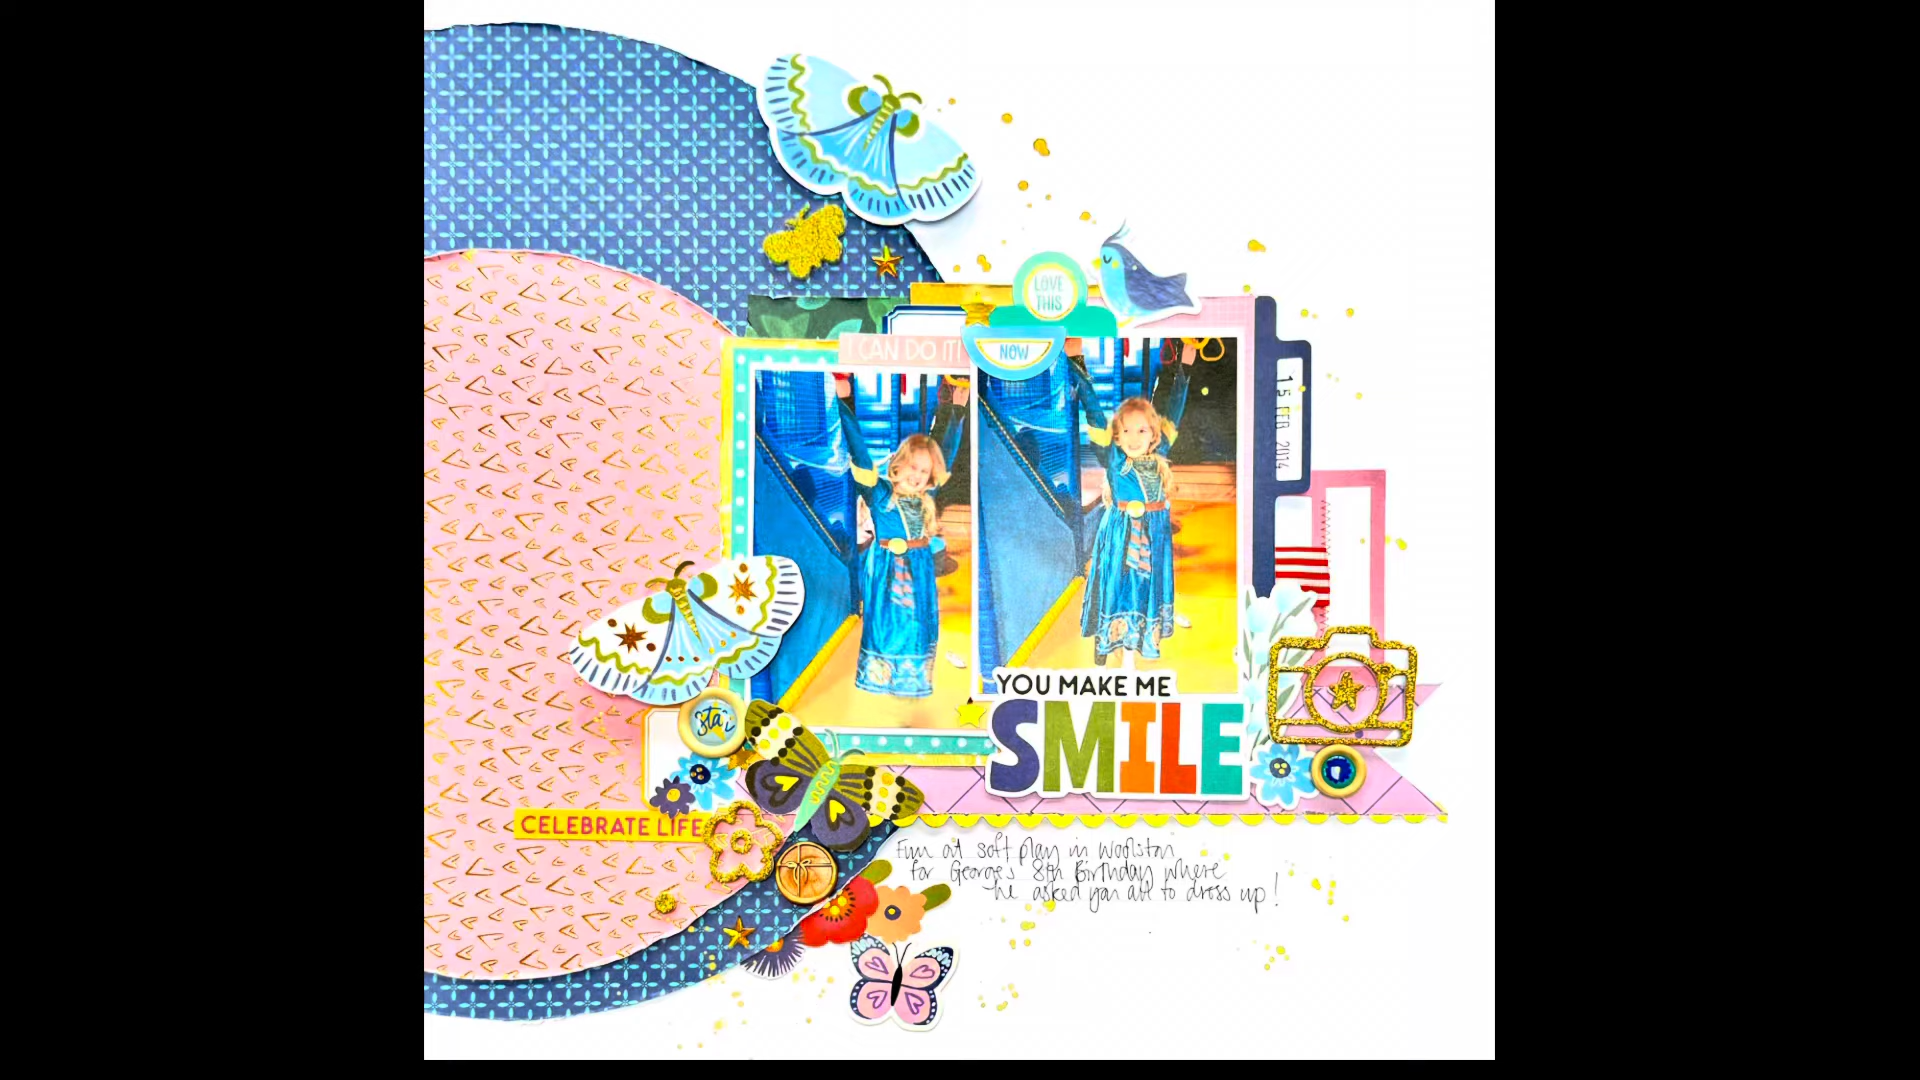 LOVE
THIS
I CAN DO IT!
NOW
15 FEB 2014
YOU MAKE ME
SMILE
CELEBRATE LIFE
Fun at soft play in Woolston
for George's 8th Birthday where
he asked you all to dress up!